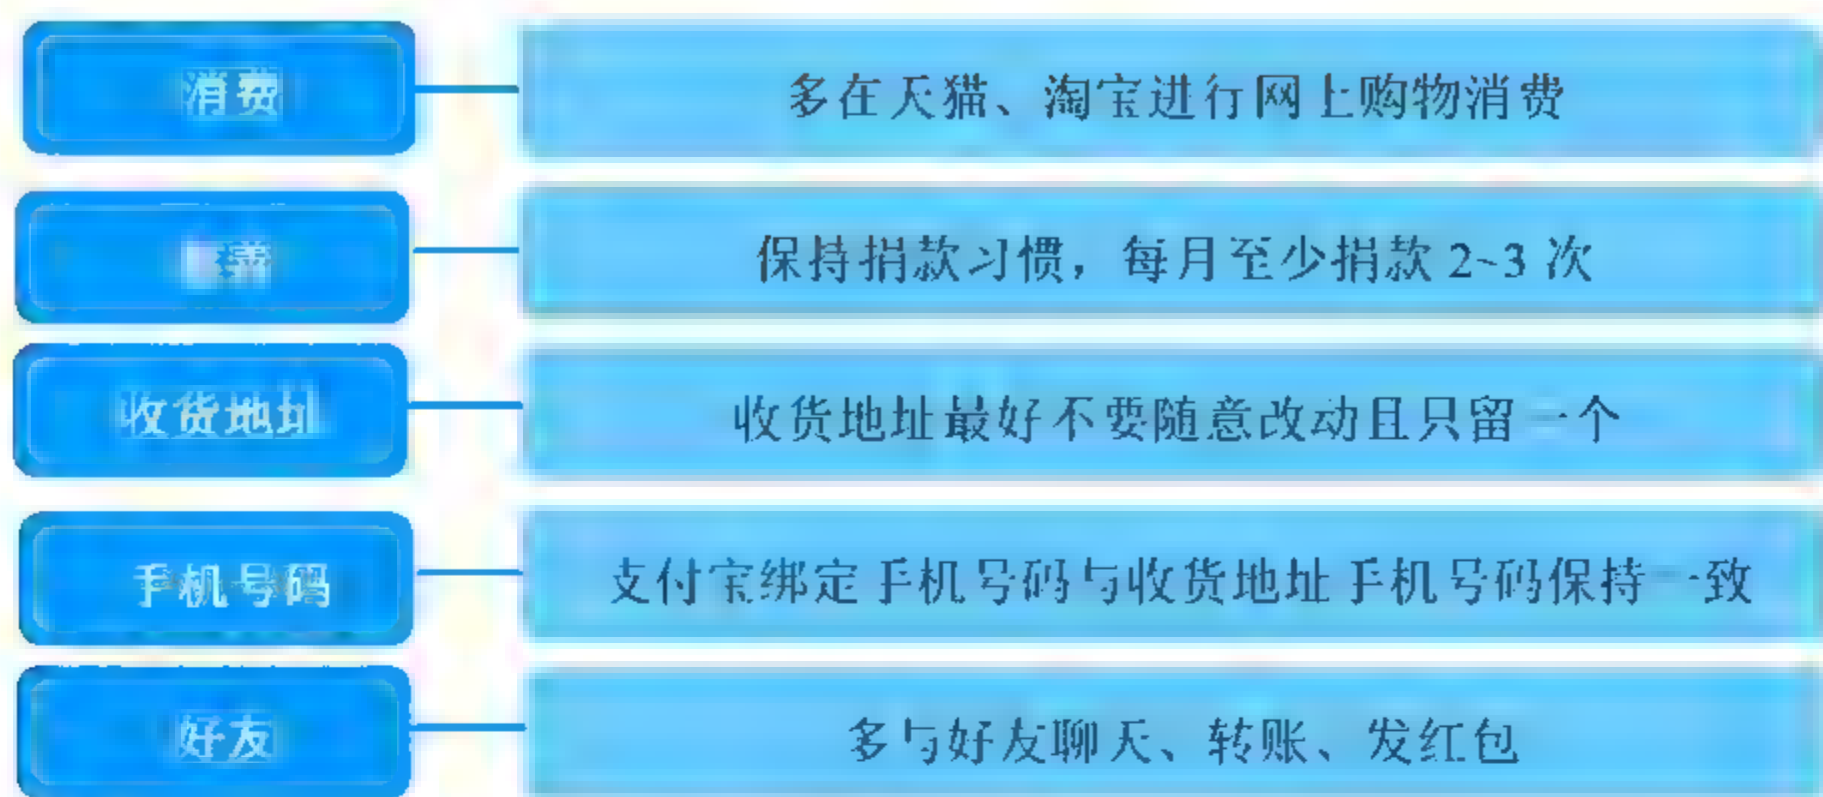 消费
多在天猫、淘宝进行网上购物消费
保持捐款习惯，每月至少捐款 2~3 次
收货地址
收货地址最好不要随意改动且只留一个
手机号码
支付宝绑定手机号码与收货地址手机号码保持一致
好友
多与好友聊天、转账、发红包